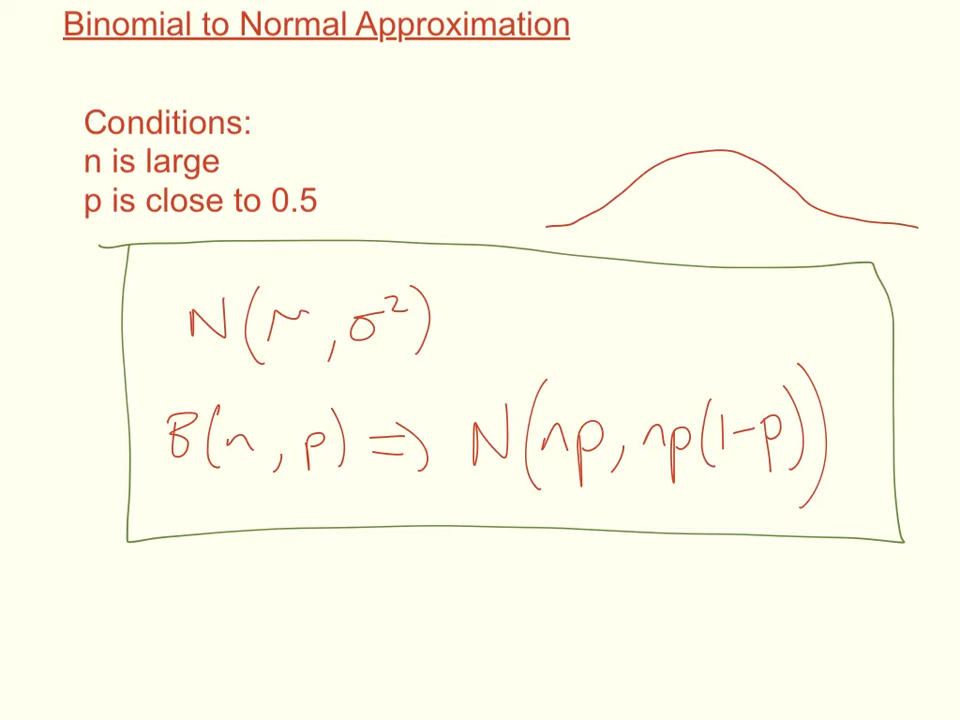 Binomial to Normal Approximation
Conditions:
n is large
p is close to 0.5
N(μ, σ²)
B(n, p) ⇒ N(np, np(1-p))